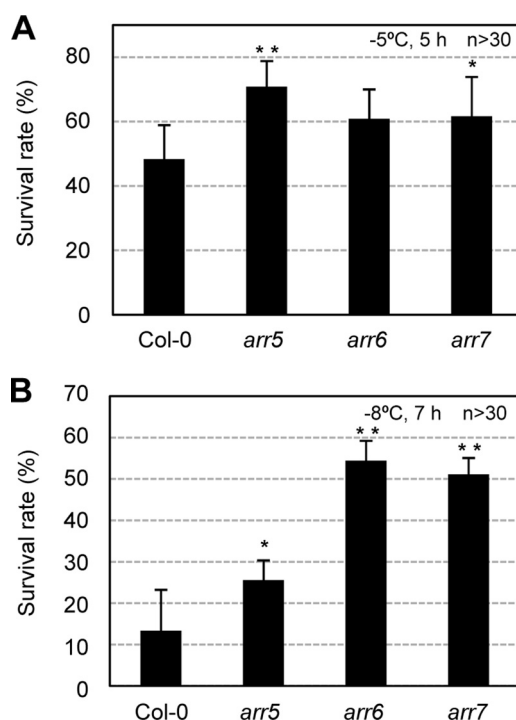 A
-5ºC, 5 h n>30
80
60
40
20
0
Survival rate (%)
**
*
Col-0 arr5 arr6 arr7
B
-8ºC, 7 h n>30
70
60
50
40
30
20
10
0
Survival rate (%)
*
**
**
Col-0 arr5 arr6 arr7